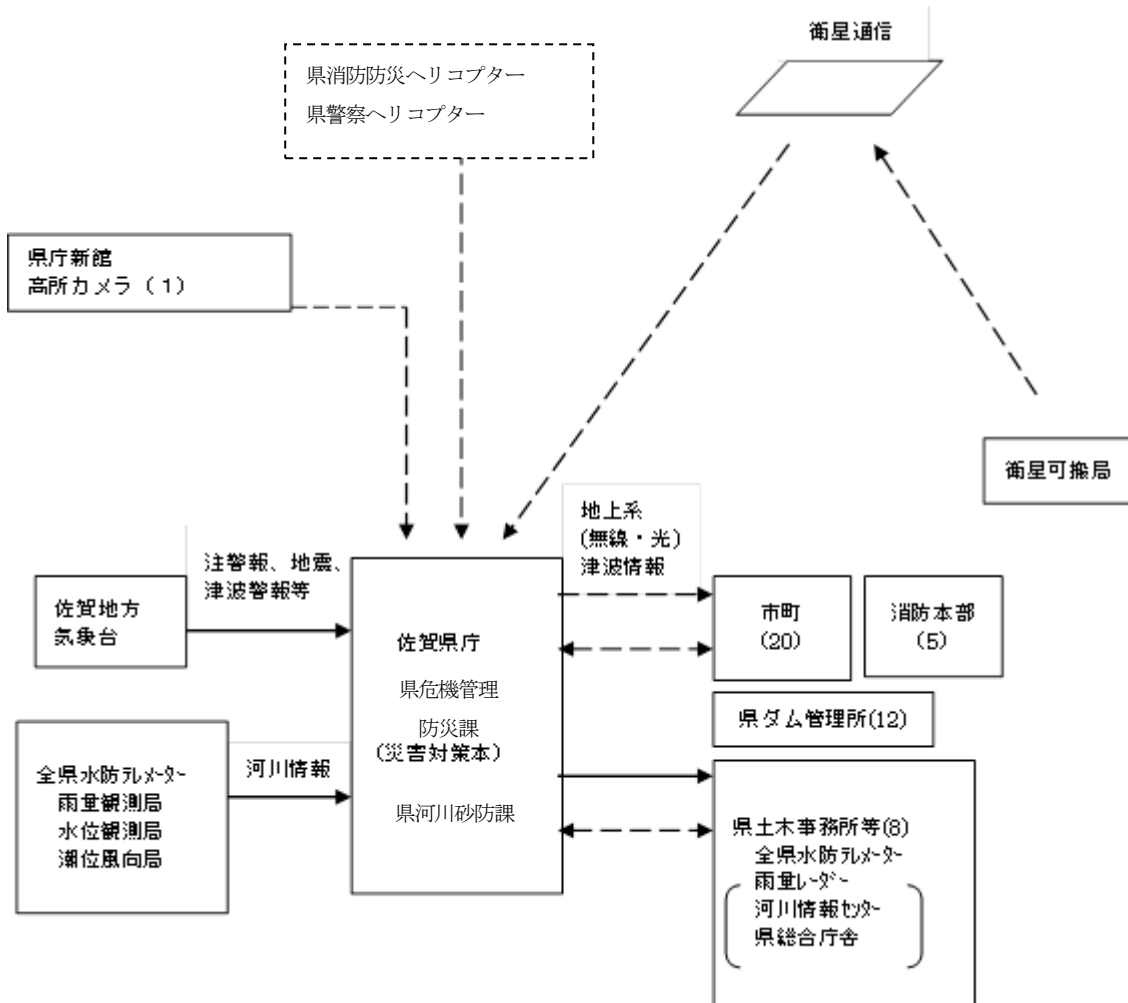 衛星通信
県消防防災ヘリコプター
県警察ヘリコプター
県庁新館
高所カメラ(1)
衛星可搬局
地上系
(無線・光)
津波情報
注警報、地震、
津波警報等
佐賀地方
気象台
佐賀県庁
県危機管理
防災課
(災害対策本)
県河川砂防課
市町
(20)
消防本部
(5)
県ダム管理所(12)
河川情報
全県水防ﾃﾚﾒｰﾀｰ
雨量観測局
水位観測局
潮位風向局
県土木事務所等(8)
全県水防ﾃﾚﾒｰﾀｰ
雨量ﾚｰﾀﾞｰ
河川情報ｾﾝﾀｰ
県総合庁舎